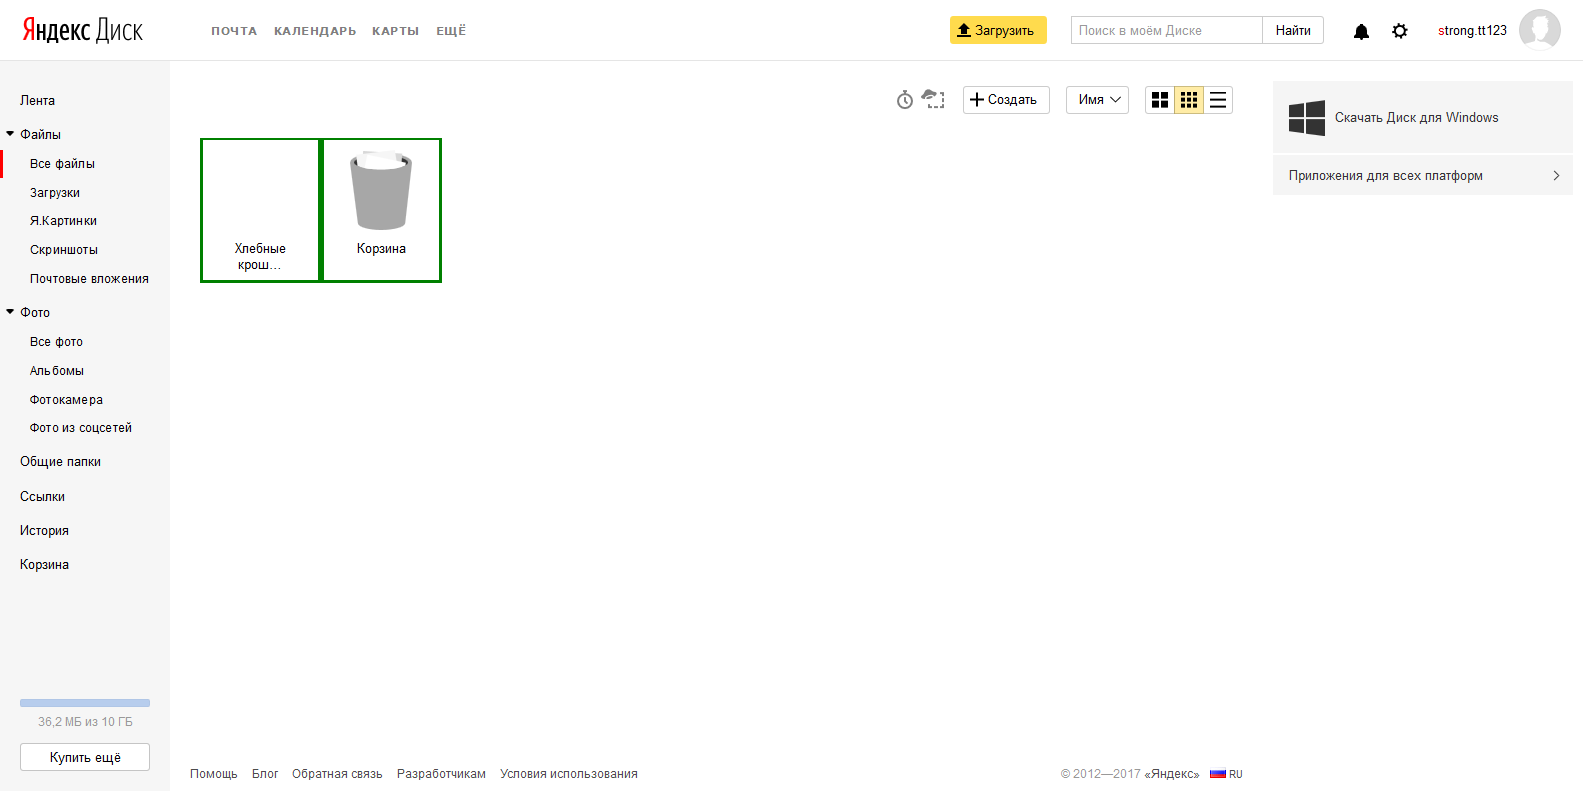 Яндекс Диск
ПОЧТА КАЛЕНДАРЬ КАРТЫ ЕЩЁ
Загрузить
Поиск в моём Диске
Найти
strong.tt123
Лента
Файлы
Все файлы
Загрузки
Я.Картинки
Скриншоты
Почтовые вложения
Фото
Все фото
Альбомы
Фотокамера
Фото из соцсетей
Общие папки
Ссылки
История
Корзина
36,2 МБ из 10 ГБ
Купить ещё
Создать
Имя
Хлебные
крош...
Корзина
Скачать Диск для Windows
Приложения для всех платформ
Помощь Блог Обратная связь Разработчикам Условия использования
© 2012—2017 «Яндекс» RU